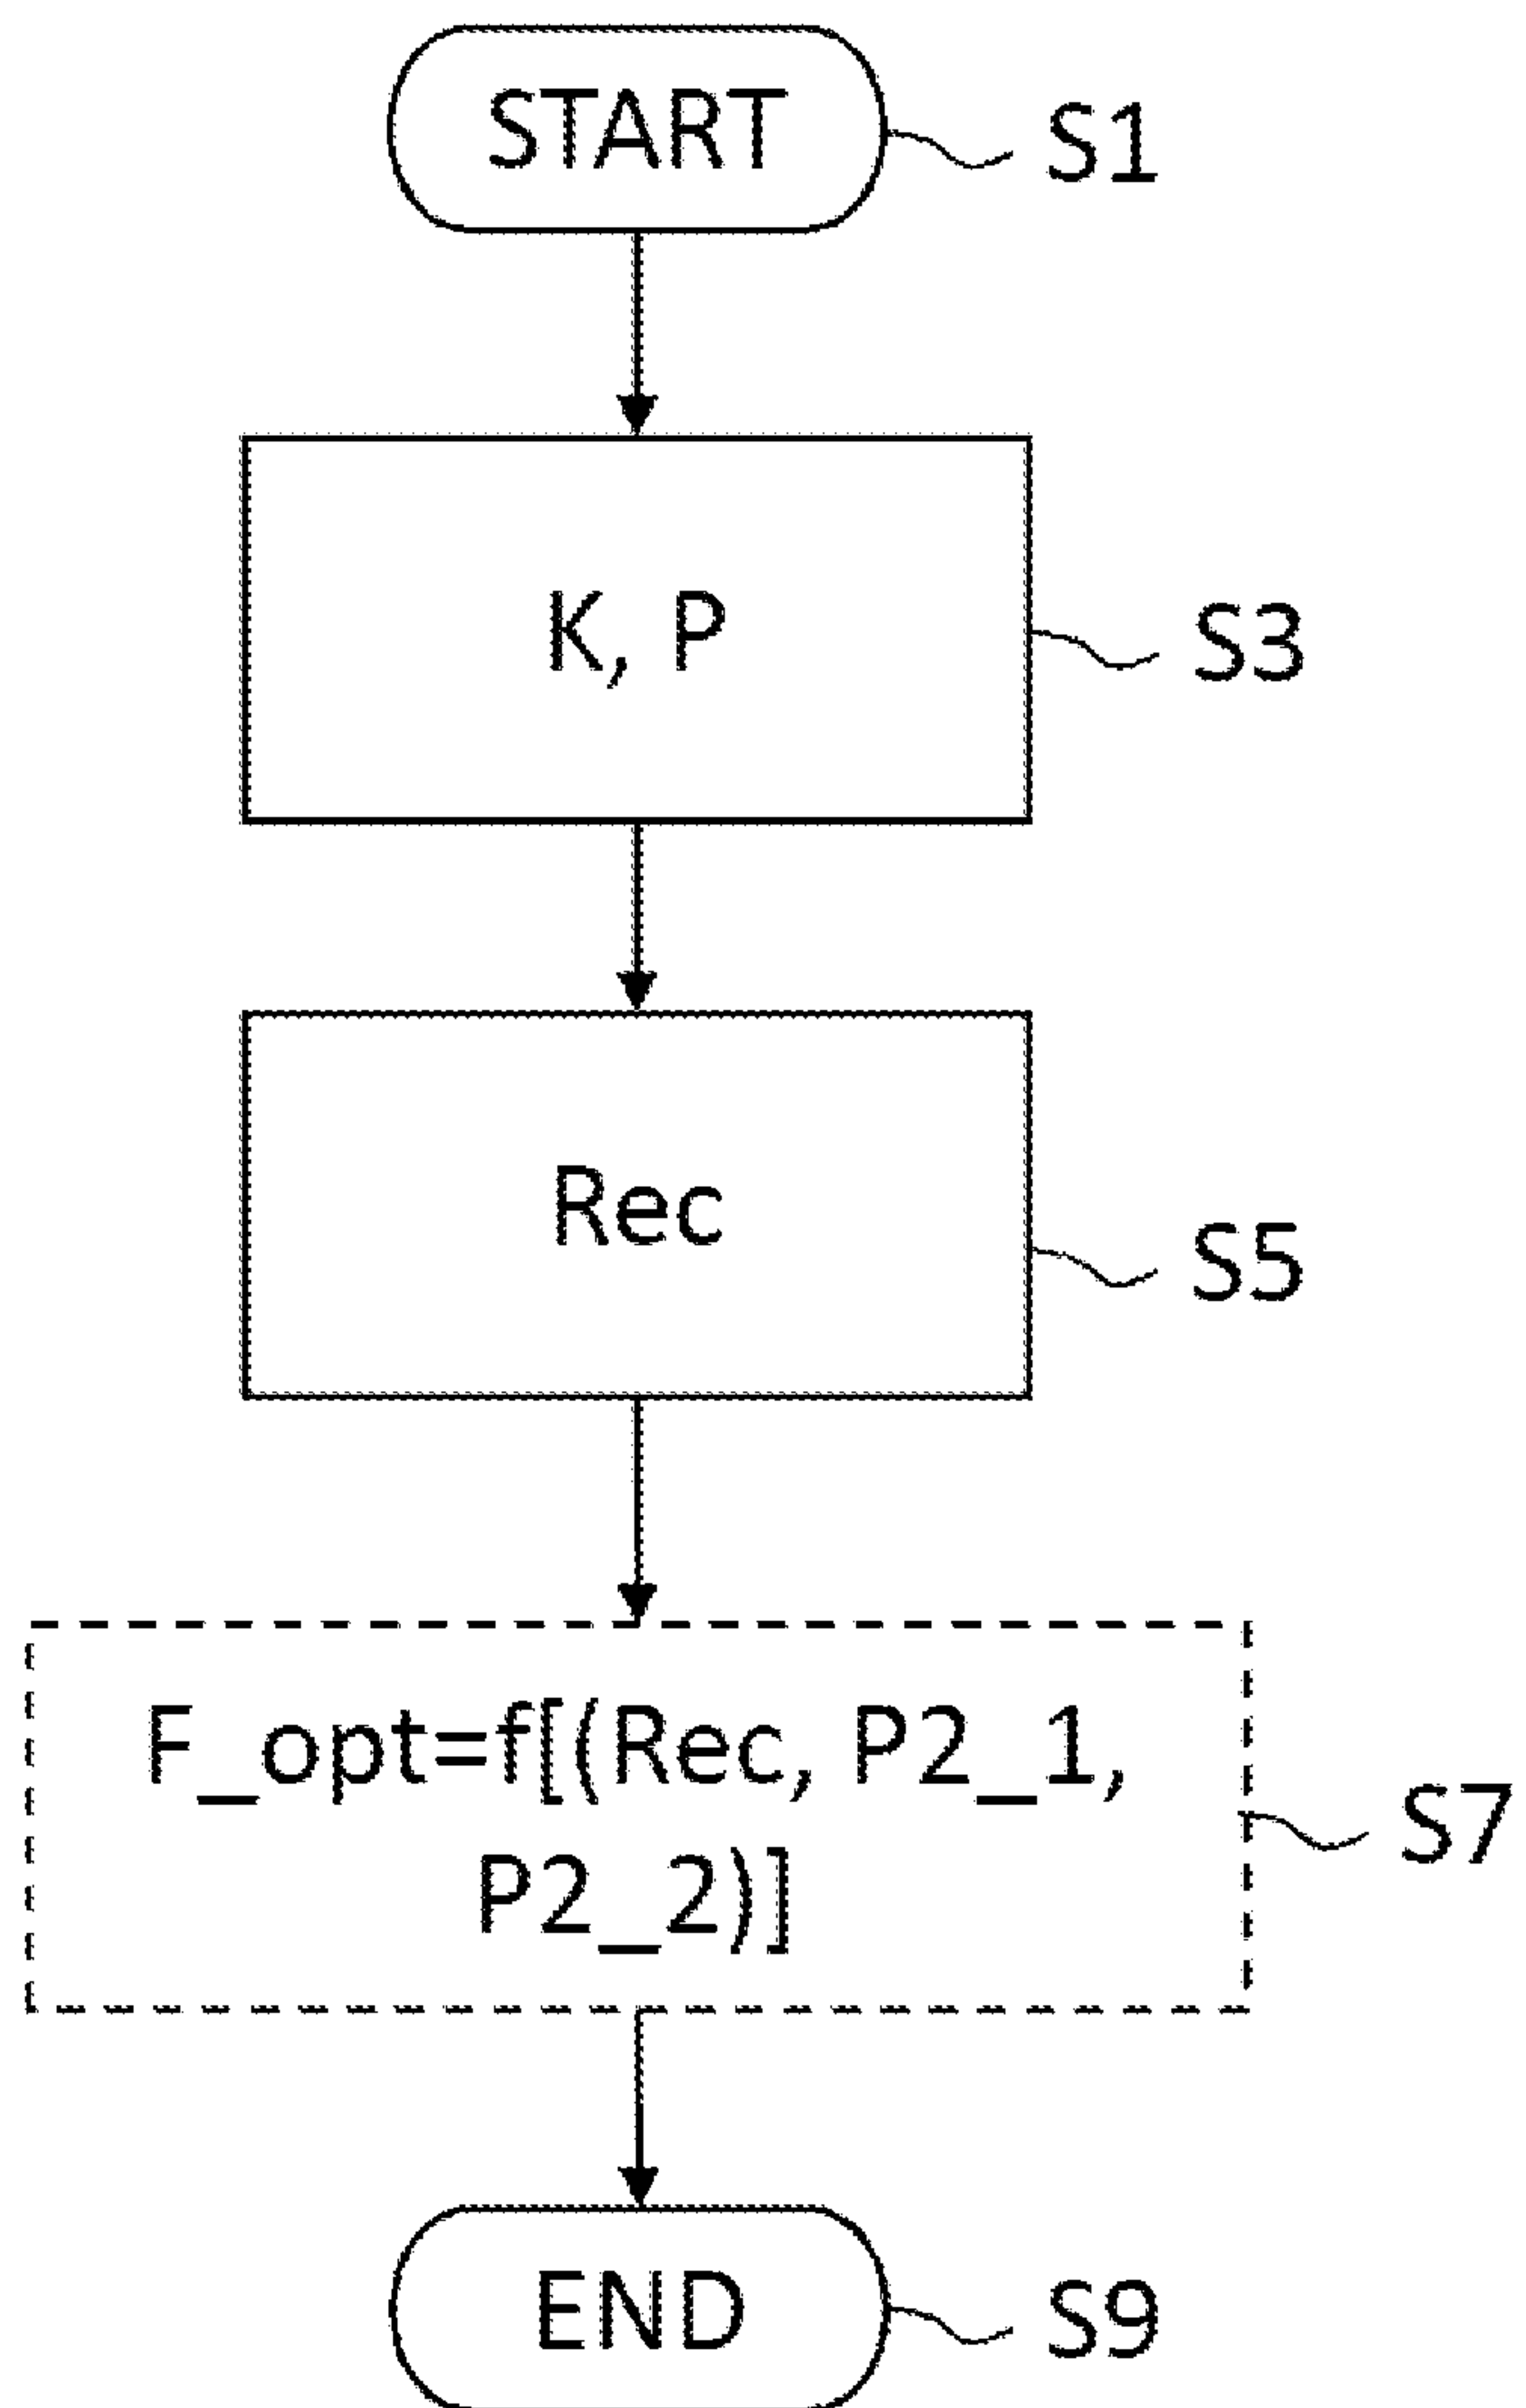 START
S1
K, P
S3
Rec
S5
F_opt=f[(Rec, P2_1,
P2_2)]
S7
END
S9